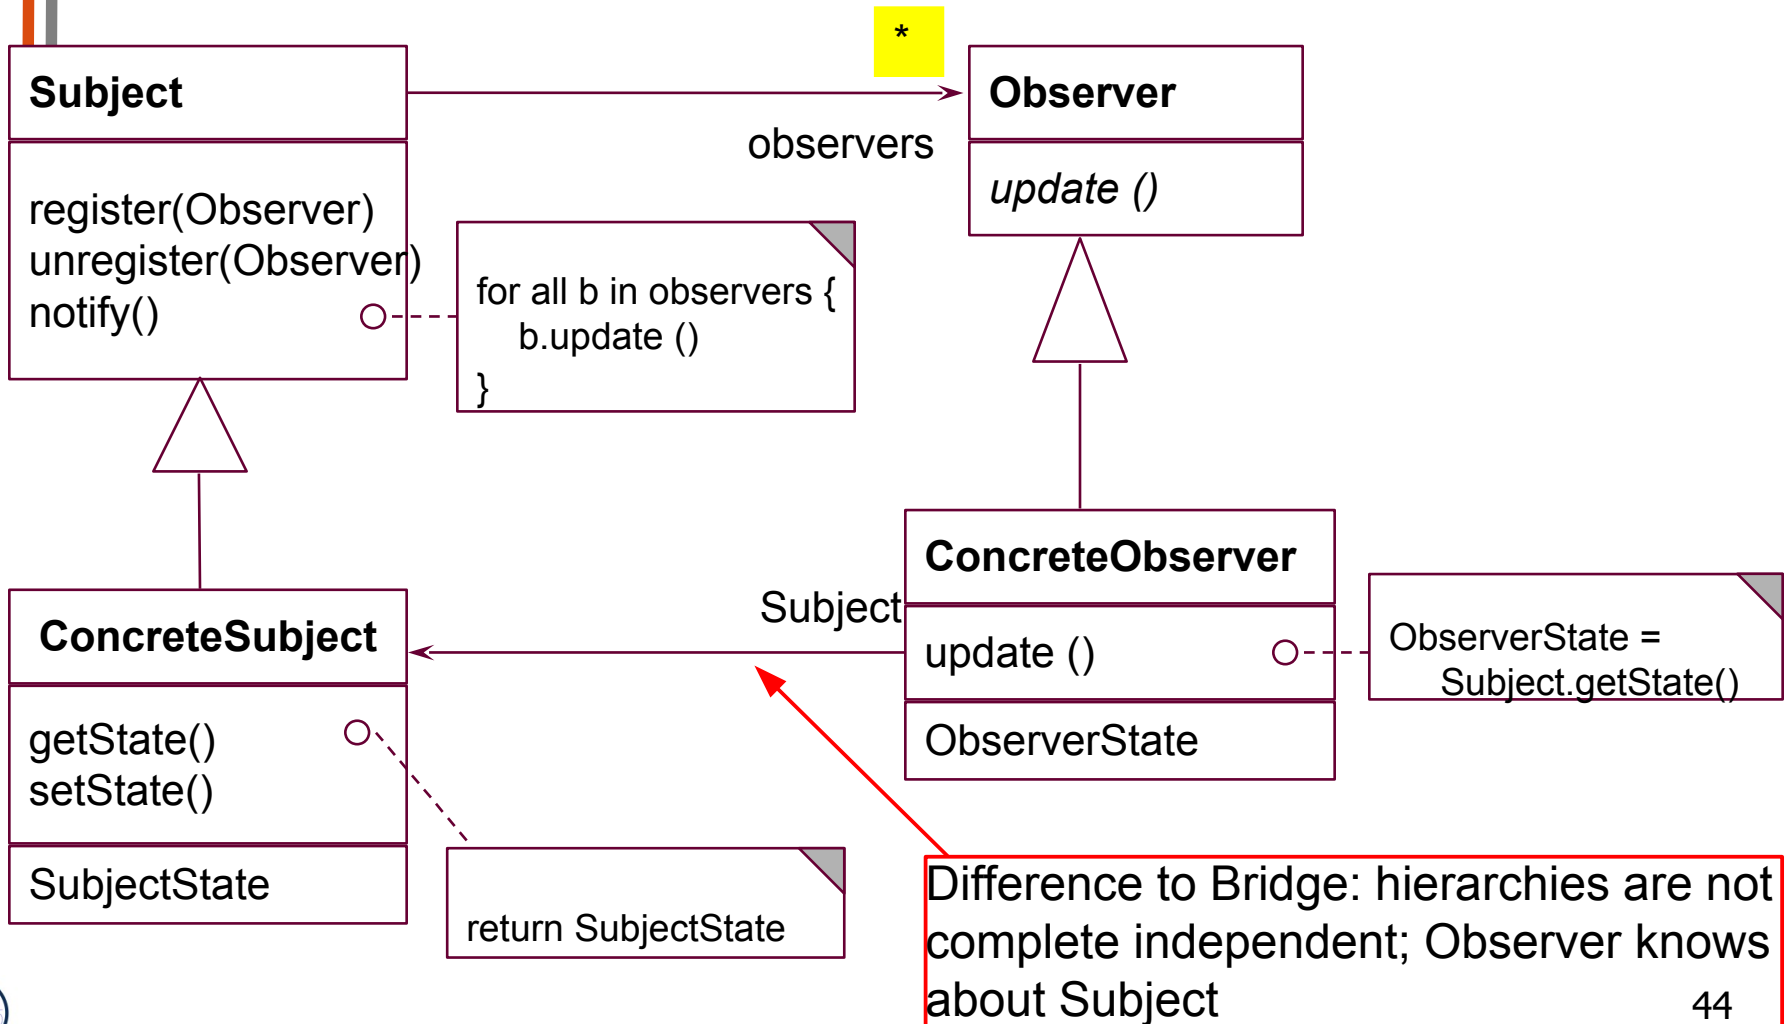 *
Subject
Observer
observers
update ()
register(Observer)
unregister(Observer)
notify()
for all b in observers {
b.update ()
}
ConcreteObserver
Subject
update ()
ObserverState
ObserverState =
Subject.getState()
ConcreteSubject
getState()
setState()
SubjectState
return SubjectState
Difference to Bridge: hierarchies are not
complete independent; Observer knows
about Subject
44